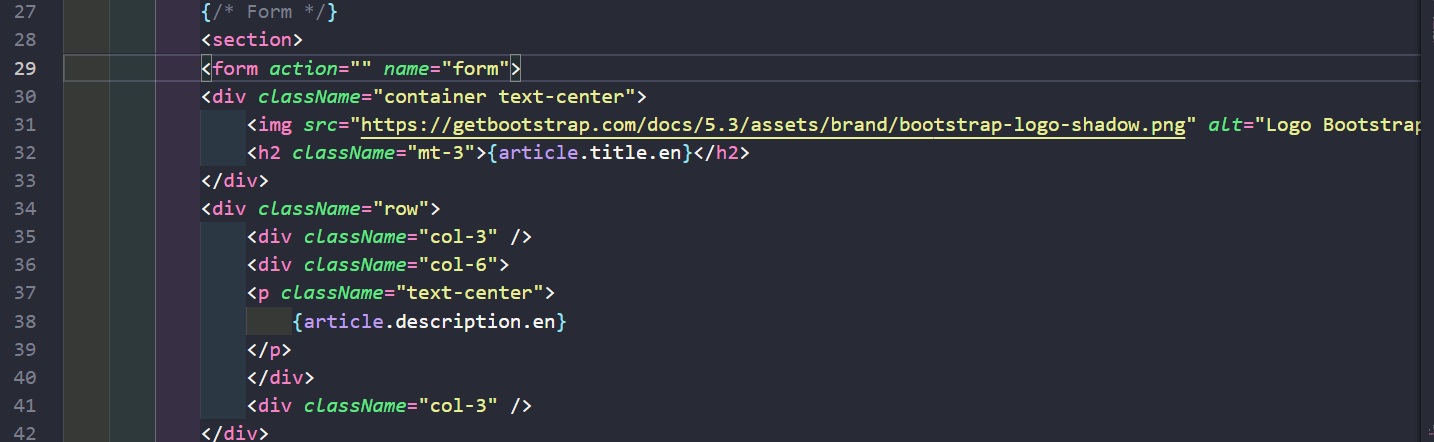 27 {/* Form */}
28 <section>
29 <form action="" name="form">
30 <div className="container text-center">
31 <img src="https://getbootstrap.com/docs/5.3/assets/brand/bootstrap-logo-shadow.png" alt="Logo Bootstrap
32 <h2 className="mt-3">{article.title.en}</h2>
33 </div>
34 <div className="row">
35 <div className="col-3" />
36 <div className="col-6">
37 <p className="text-center">
38 {article.description.en}
39 </p>
40 </div>
41 <div className="col-3" />
42 </div>